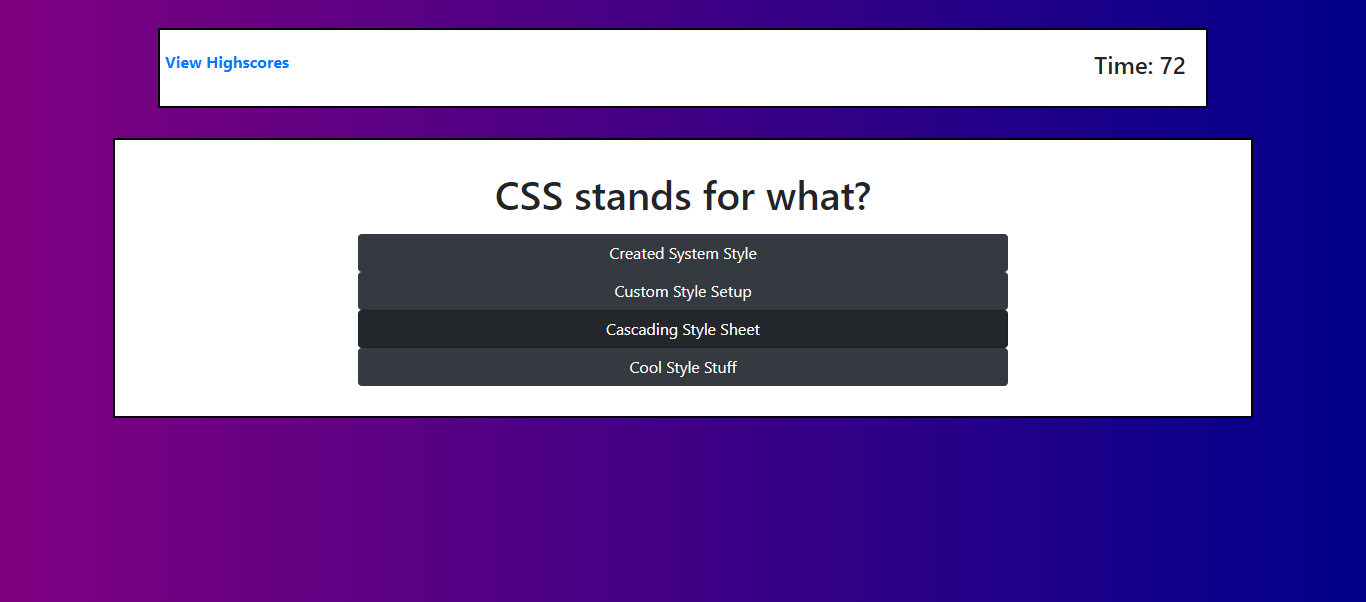 View Highscores
Time: 72
CSS stands for what?
Created System Style
Custom Style Setup
Cascading Style Sheet
Cool Style Stuff